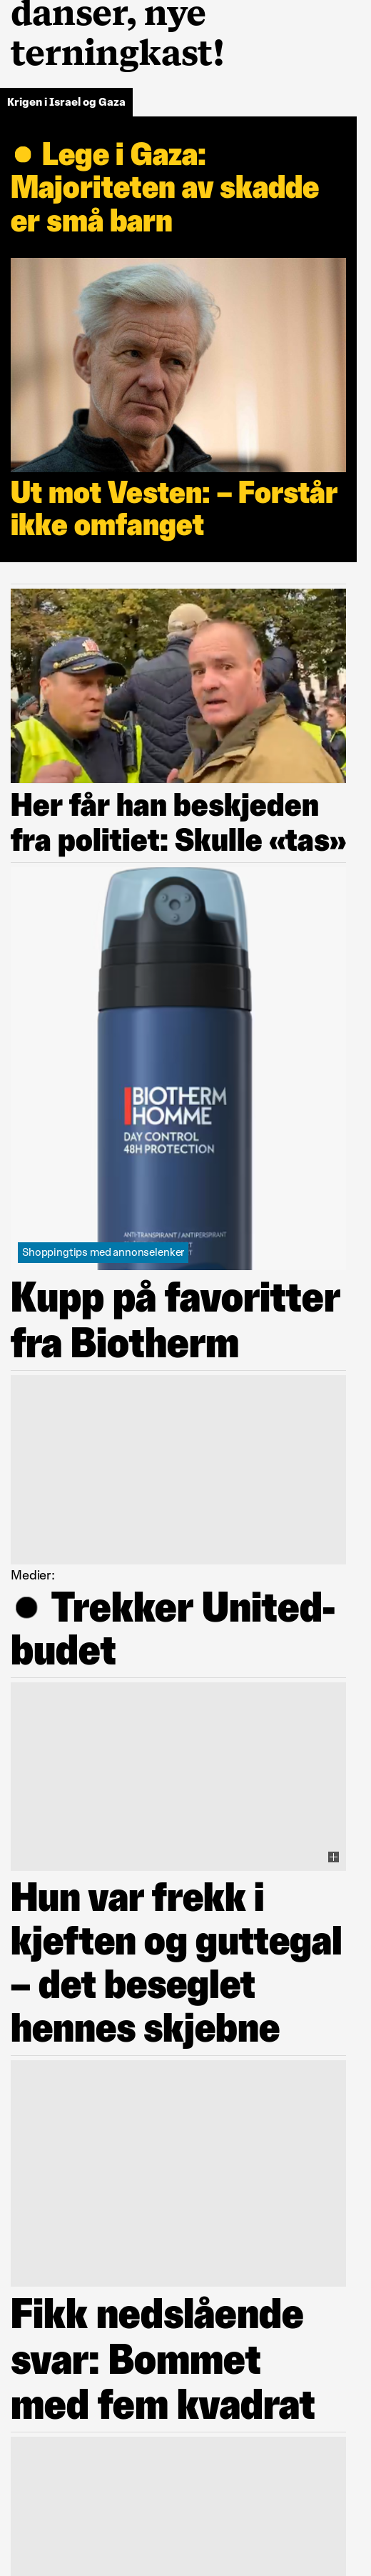 danser, nye
terningkast!
Krigen i Israel og Gaza
● Lege i Gaza:
Majoriteten av skadde
er små barn
Ut mot Vesten: – Forstår
ikke omfanget
Her får han beskjeden
fra politiet: Skulle «tas»
BIOTHERM
HOMME
DAY CONTROL
48H PROTECTION
ANTI-TRANSPIRANT / ANTIPERSPIRANT
Shoppingtips med annonselenker
Kupp på favoritter
fra Biotherm
Medier:
● Trekker United-
budet
Hun var frekk i
kjeften og guttegal
– det beseglet
hennes skjebne
Fikk nedslående
svar: Bommet
med fem kvadrat